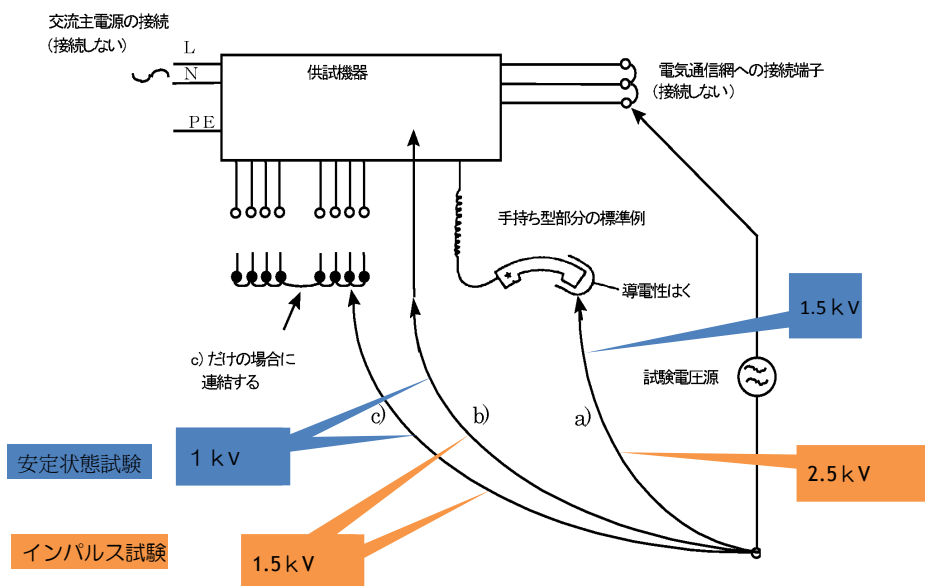 交流主電源の接続
（接続しない）
L
N
PE
供試機器
電気通信網への接続端子
（接続しない）
手持ち型部分の標準例
導電性はく
1.5kV
c）だけの場合に
連結する
試験電圧源
c)
b)
a)
安定状態試験
１kV
2.5kV
インパルス試験
1.5kV